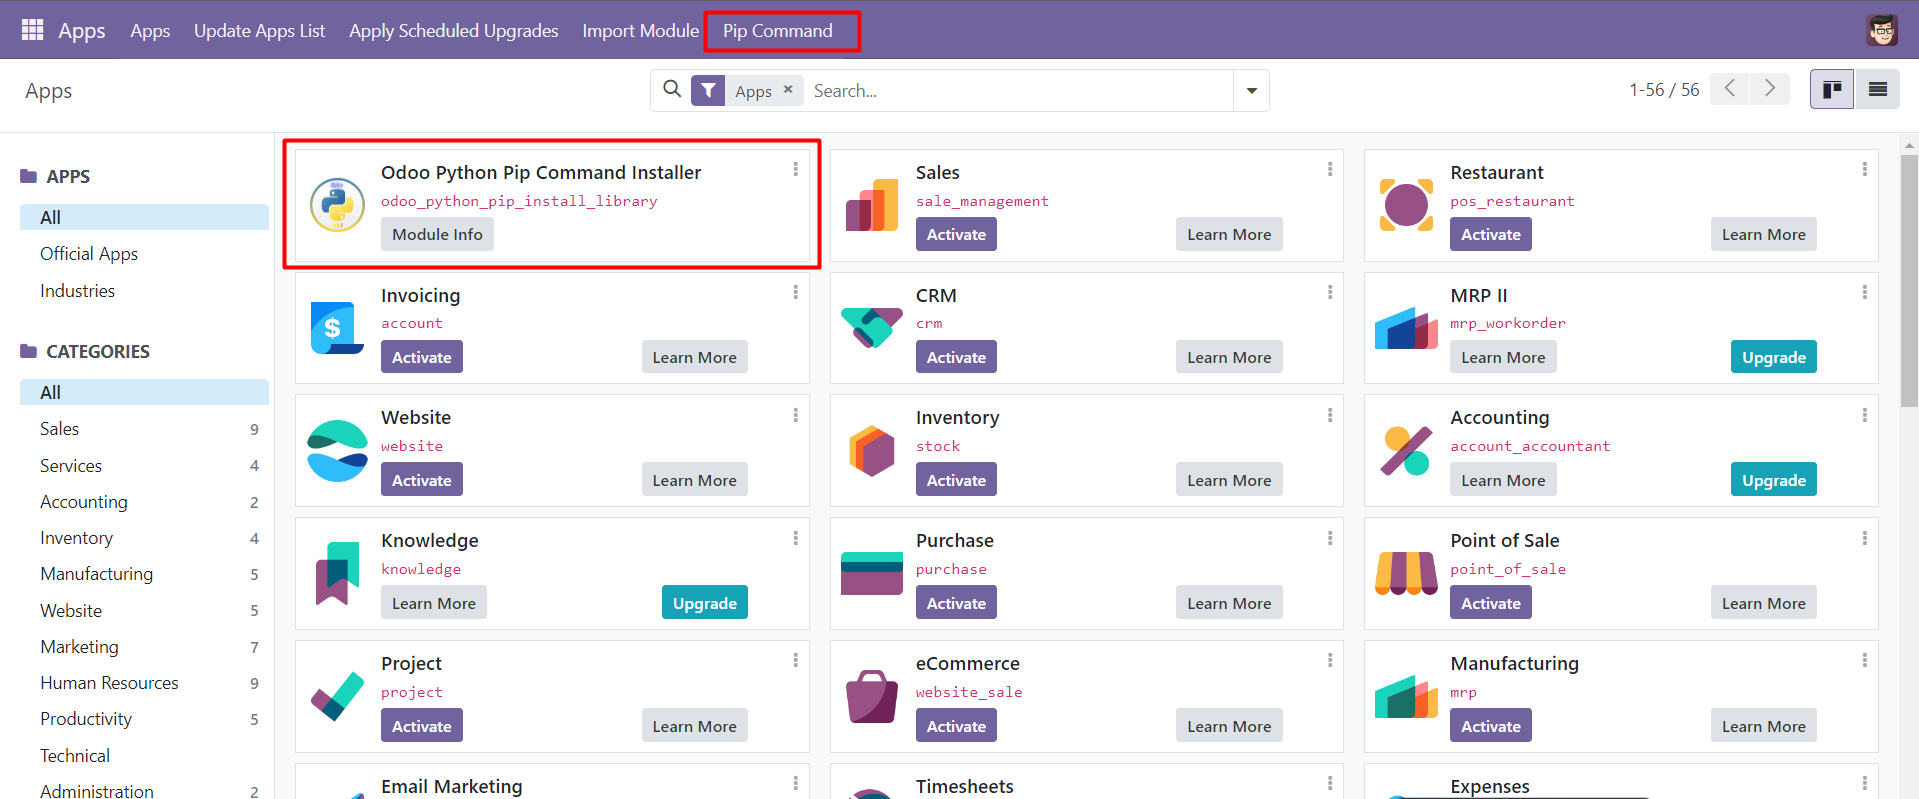 Apps Apps Update Apps List Apply Scheduled Upgrades Import Module Pip Command
Apps Apps × Search... 1-56 / 56
APPS
All
Official Apps
Industries
CATEGORIES
All
Sales 9
Services 4
Accounting 2
Inventory 4
Manufacturing 5
Website 5
Marketing 7
Human Resources 9
Productivity 5
Technical
Administration 2
Odoo Python Pip Command Installer
odoo_python_pip_install_library
Module Info
Sales
sale_management
Activate Learn More
Restaurant
pos_restaurant
Activate Learn More
Invoicing
account
Activate Learn More
CRM
crm
Activate Learn More
MRP II
mrp_workorder
Learn More Upgrade
Website
website
Activate Learn More
Inventory
stock
Activate Learn More
Accounting
account_accountant
Learn More Upgrade
Knowledge
knowledge
Learn More Upgrade
Purchase
purchase
Activate Learn More
Point of Sale
point_of_sale
Activate Learn More
Project
project
Activate Learn More
eCommerce
website_sale
Activate Learn More
Manufacturing
mrp
Activate Learn More
Email Marketing
Timesheets
Expenses